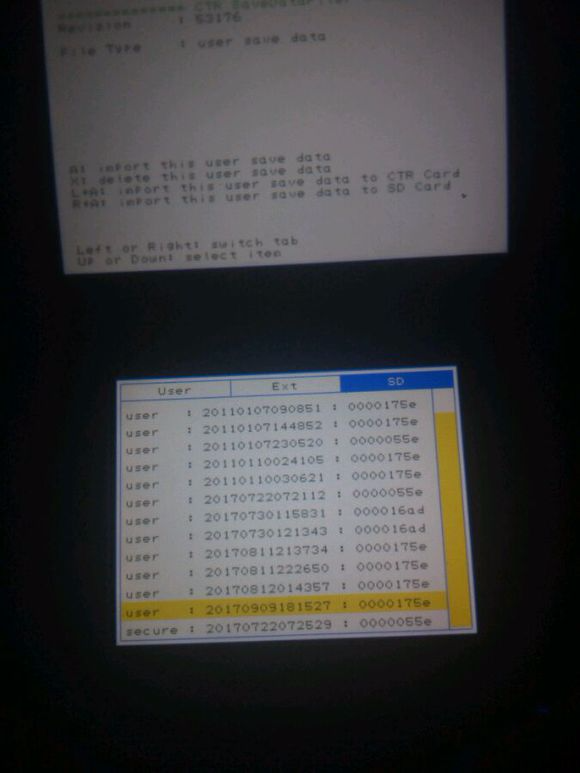 *************** CTR SaveDataFiler
Revision : 53176
File Type : user save data
A: import this user save data
X: delete this user save data
L+A: import this user save data to CTR Card
R+A: import this user save data to SD Card
Left or Right: switch tab
Up or Down: select item
User Ext SD
user : 20110107090851 : 0000175e
user : 20110107144852 : 0000175e
user : 20110107230520 : 0000055e
user : 20110110024105 : 0000175e
user : 20110110030621 : 0000175e
user : 20170722072112 : 0000055e
user : 20170730115831 : 000016ad
user : 20170730121343 : 000016ad
user : 20170811213734 : 0000175e
user : 20170811222650 : 0000175e
user : 20170812014357 : 0000175e
user : 20170909181527 : 0000175e
secure : 20170722072529 : 0000055e